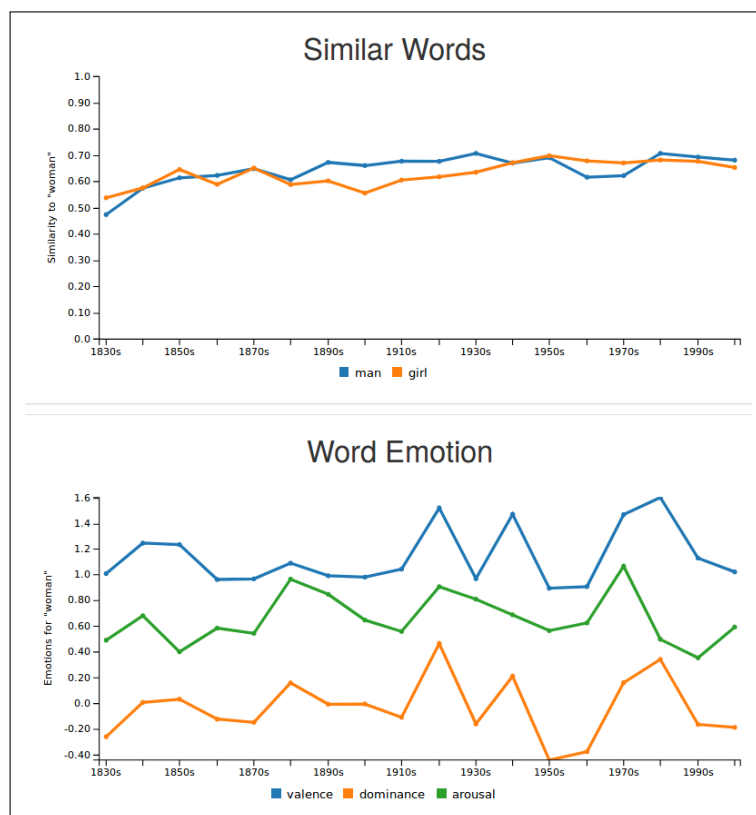 Similar Words
1.0
0.90
0.80
0.70
0.60
0.50
0.40
0.30
0.20
0.10
0.0
Similarity to "woman"
1830s 1850s 1870s 1890s 1910s 1930s 1950s 1970s 1990s
man girl
Word Emotion
1.6
1.4
1.2
1.0
0.80
0.60
0.40
0.20
0.0
-0.20
-0.40
Emotions for "woman"
1830s 1850s 1870s 1890s 1910s 1930s 1950s 1970s 1990s
valence dominance arousal